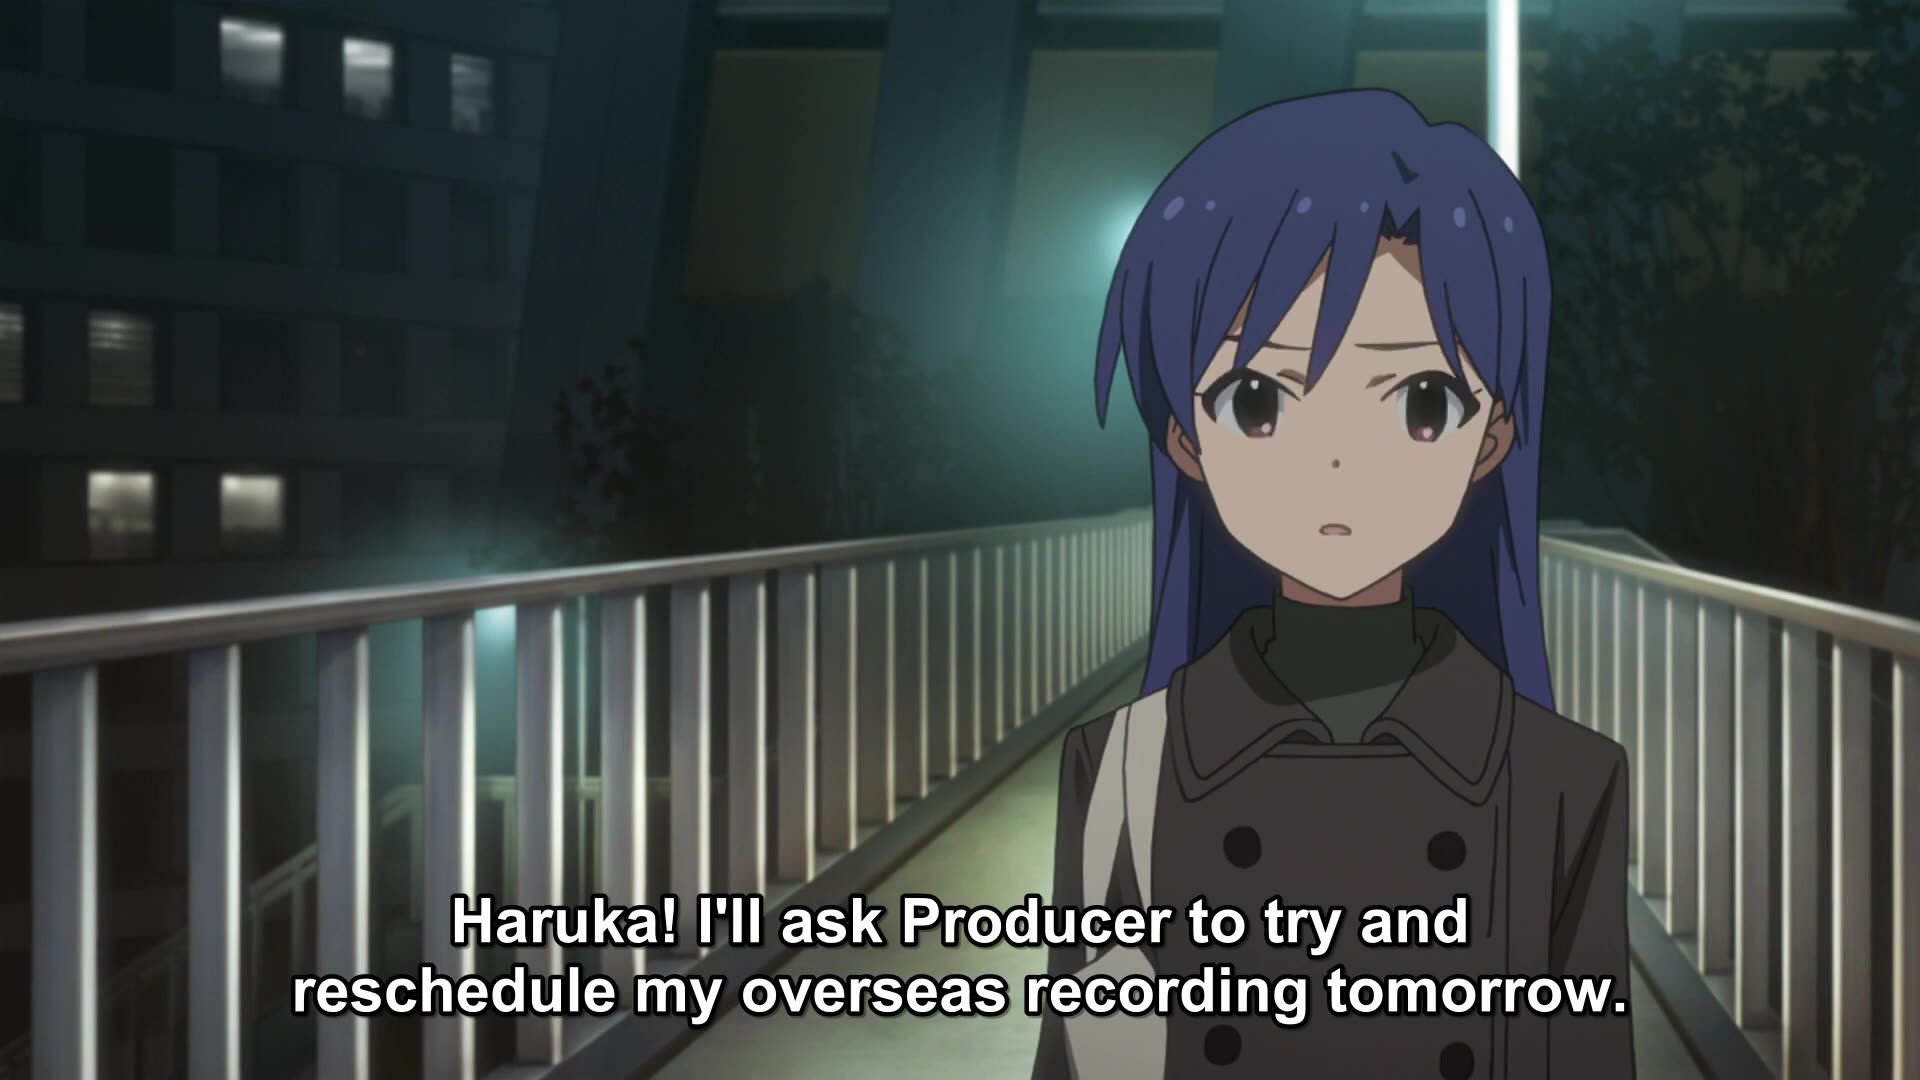 Haruka! I'll ask Producer to try and
reschedule my overseas recording tomorrow.